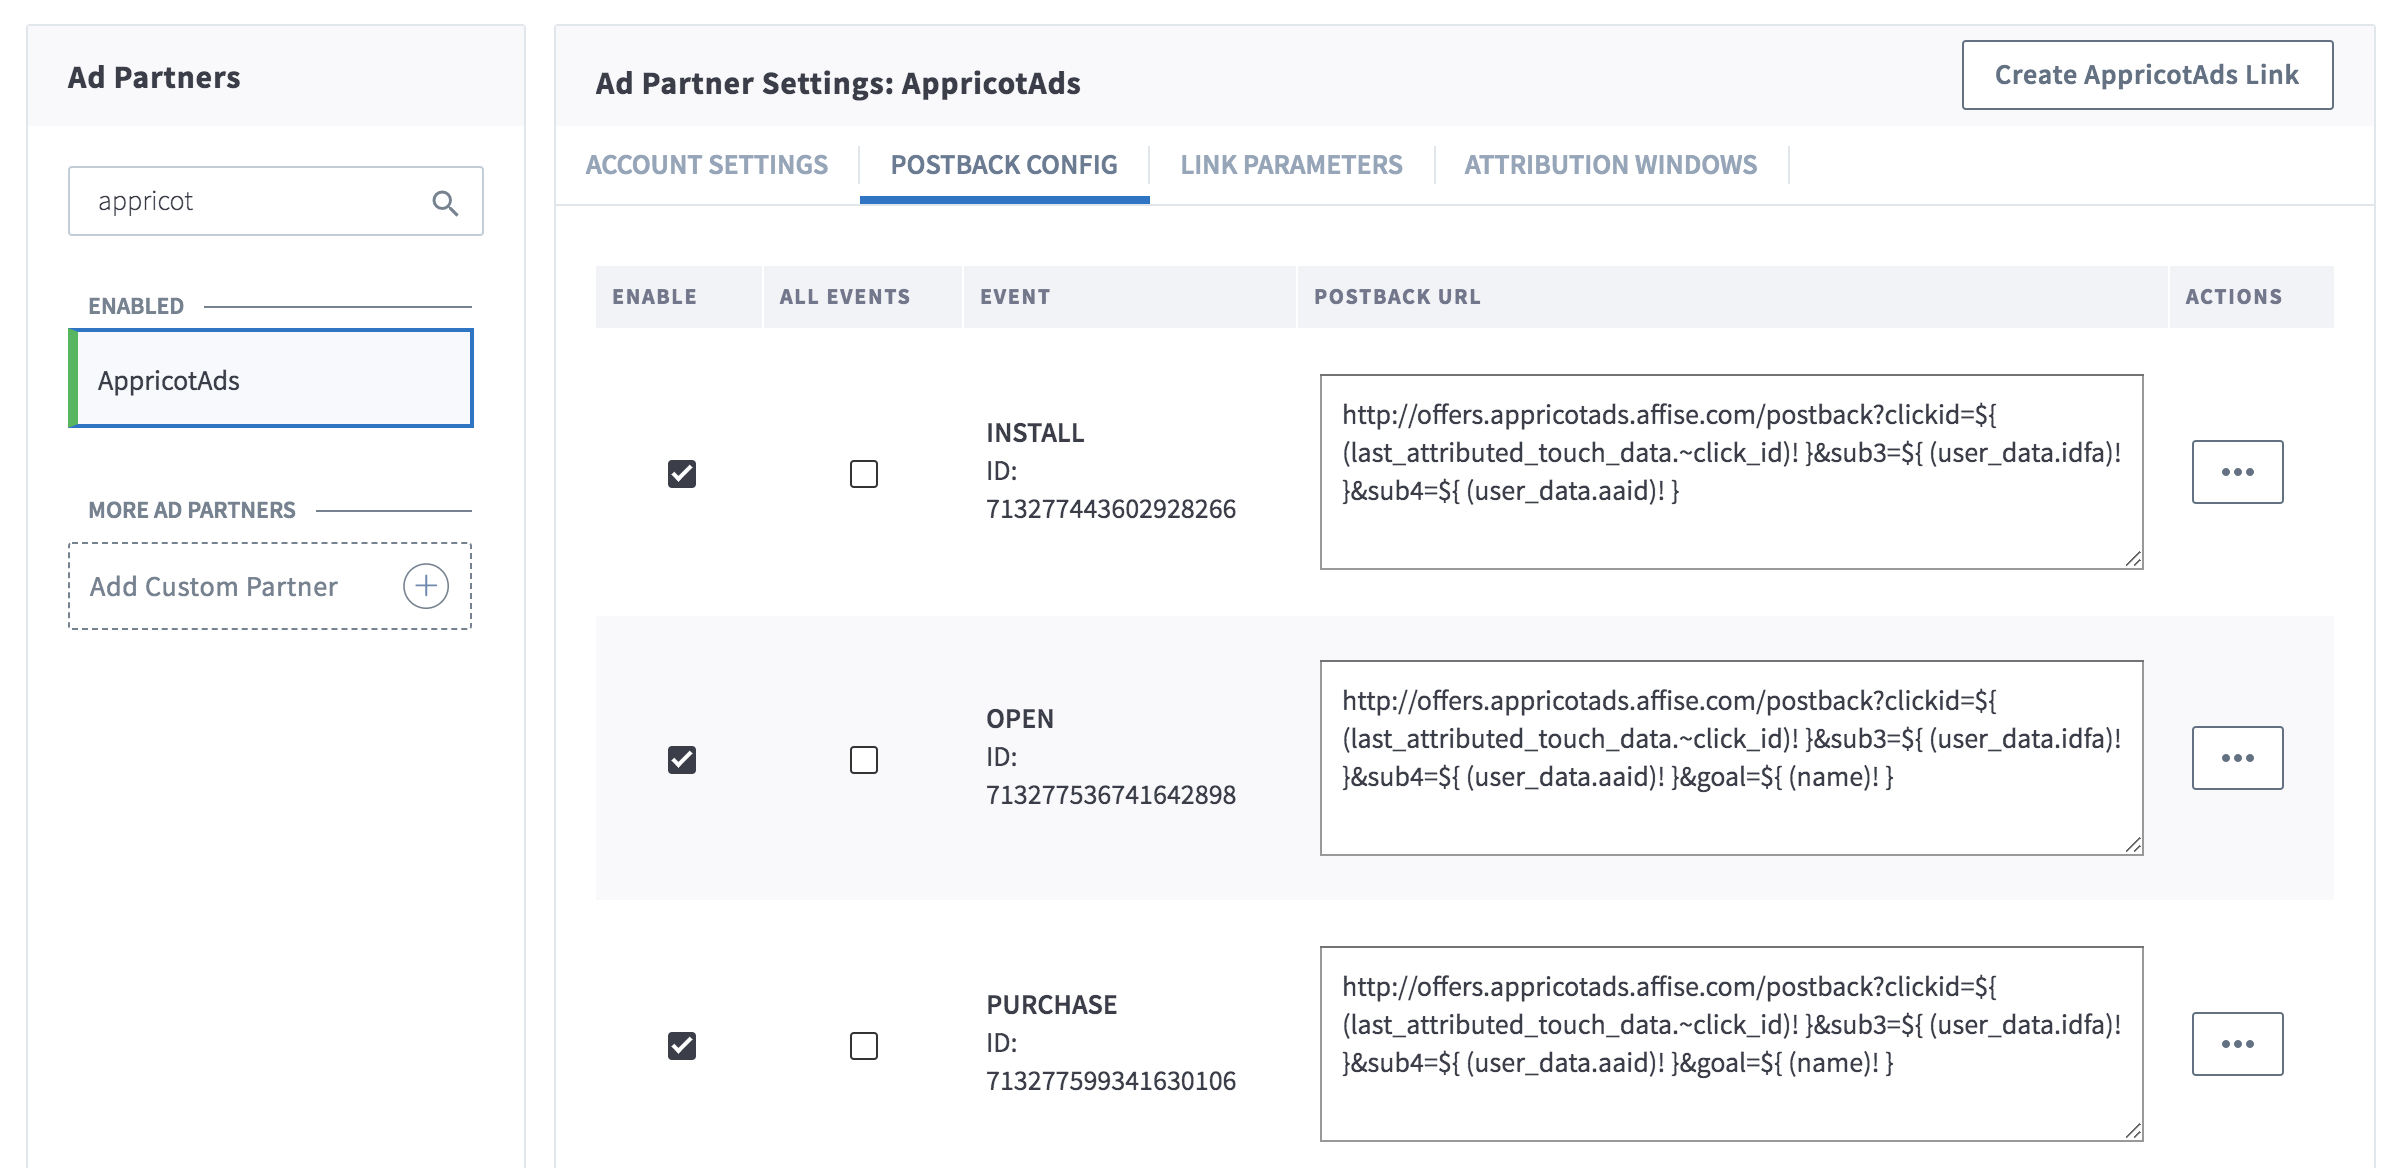 Ad Partners
appricot
ENABLED
AppricotAds
MORE AD PARTNERS
Add Custom Partner
Ad Partner Settings: AppricotAds
Create AppricotAds Link
ACCOUNT SETTINGS
POSTBACK CONFIG
LINK PARAMETERS
ATTRIBUTION WINDOWS
ENABLE
ALL EVENTS
EVENT
POSTBACK URL
ACTIONS
INSTALL
ID:
713277443602928266
http://offers.appricotads.affise.com/postback?clickid=${
(last_attributed_touch_data.~click_id)! }&sub3=${ (user_data.idfa)!
}&sub4=${ (user_data.aaid)! }
OPEN
ID:
713277536741642898
http://offers.appricotads.affise.com/postback?clickid=${
(last_attributed_touch_data.~click_id)! }&sub3=${ (user_data.idfa)!
}&sub4=${ (user_data.aaid)! }&goal=${ (name)! }
PURCHASE
ID:
713277599341630106
http://offers.appricotads.affise.com/postback?clickid=${
(last_attributed_touch_data.~click_id)! }&sub3=${ (user_data.idfa)!
}&sub4=${ (user_data.aaid)! }&goal=${ (name)! }